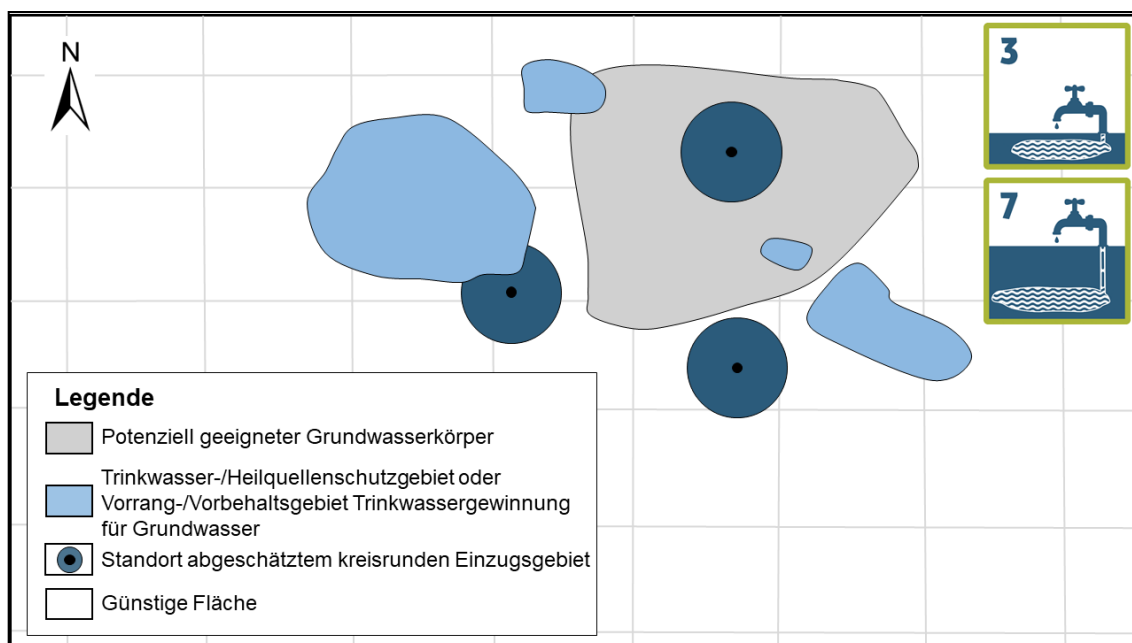 N
3
7
Legende
Potenziell geeigneter Grundwasserkörper
Trinkwasser-/Heilquellenschutzgebiet oder
Vorrang-/Vorbehaltsgebiet Trinkwassergewinnung
für Grundwasser
Standort abgeschätztem kreisrunden Einzugsgebiet
Günstige Fläche